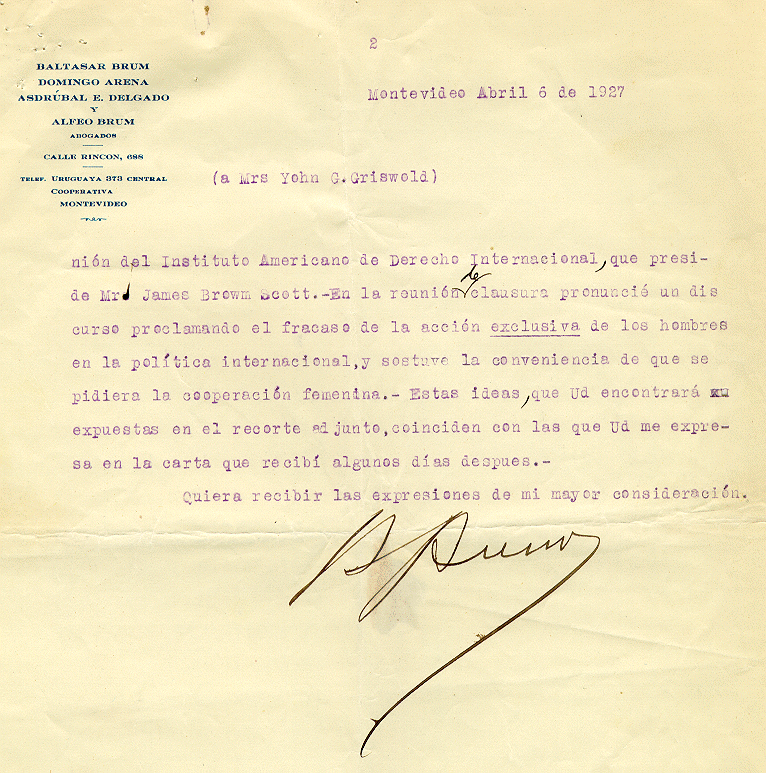 2
BALTASAR BRUM
DOMINGO ARENA
ASDRÚBAL E. DELGADO
Y
ALFEO BRUM
ABOGADOS
CALLE RINCON, 688
TELEF. URUGUAYA 373 CENTRAL
COOPERATIVA
MONTEVIDEO
Montevideo Abril 6 de 1927
(a Mrs Yohn G.Griswold)
nión del Instituto Americano de Derecho Internacional,que presi-
de Mr James Browm Scott.-En la reunión de clausura pronuncié un dis
curso proclamando el fracaso de la acción exclusiva de los hombres
en la política internacional,y sostuve la conveniencia de que se
pidiera la cooperación femenina.- Estas ideas,que Ud encontrará
expuestas en el recorte adjunto,coinciden con las que Ud me expre-
sa en la carta que recibí algunos días despues.-
Quiera recibir las expresiones de mi mayor consideración.
B Brum